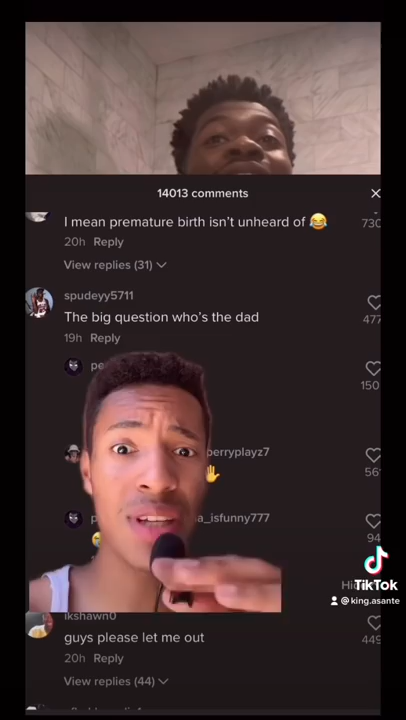 14013 comments
I mean premature birth isn't unheard of 😂
730
20h Reply
View replies (31)
spudeyy5711
The big question who's the dad
477
19h Reply
pe
150
perryplayz7
✋
56
p
a_isfunny777
94
TikTok
@king.asante
ikshawn0
guys please let me out
449
20h Reply
View replies (44)